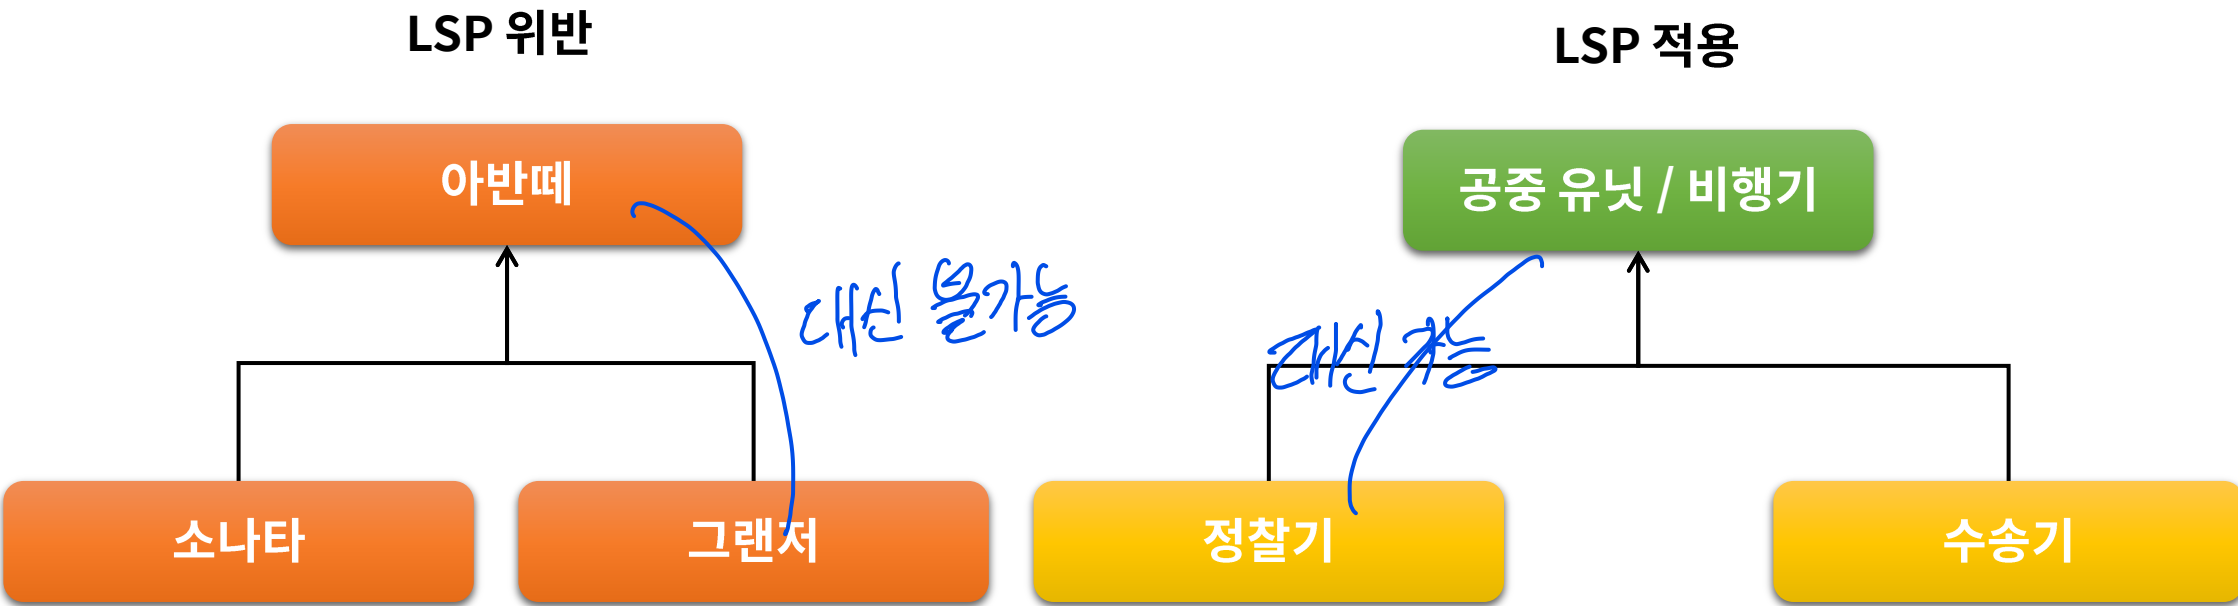 LSP 위반
아반떼
대신 불가능
소나타
그랜저
LSP 적용
공중 유닛 / 비행기
대신 가능
정찰기
수송기